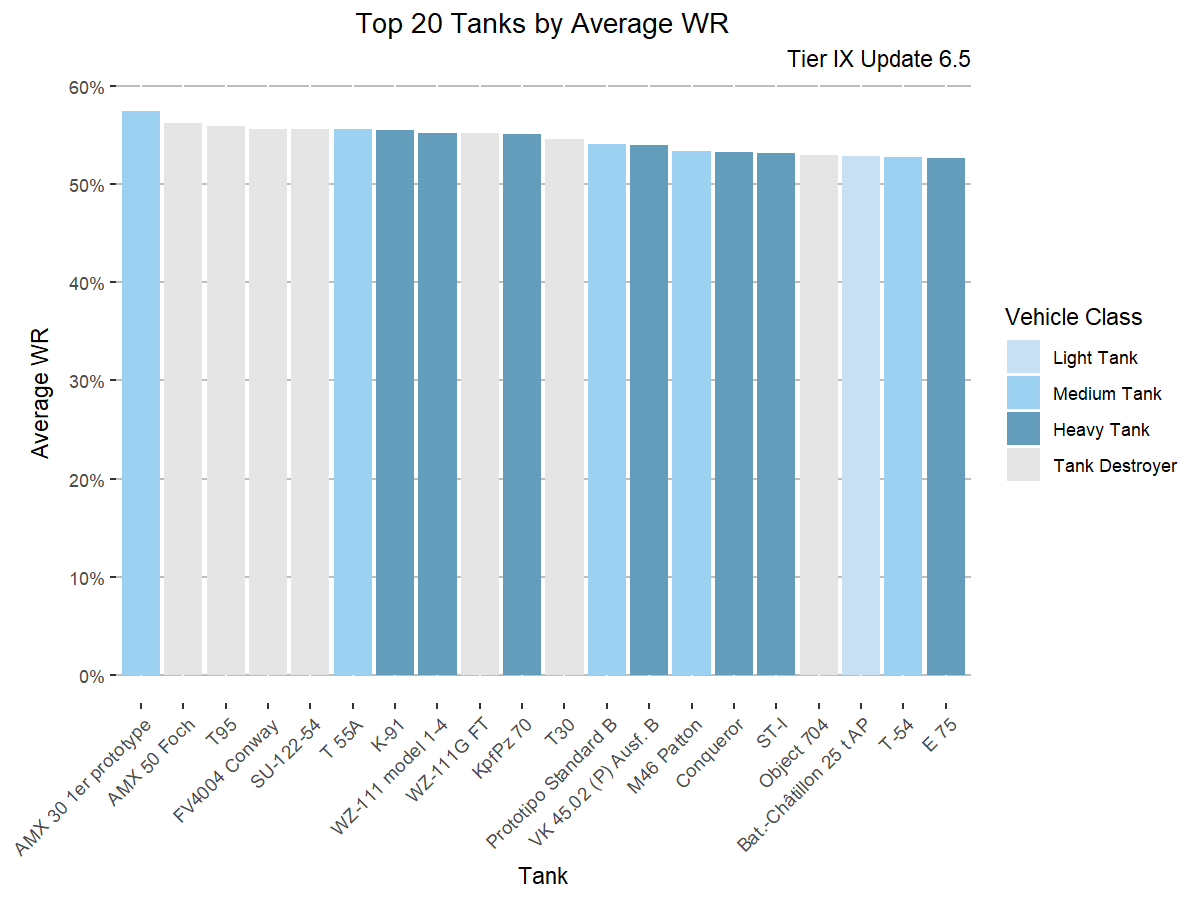 Top 20 Tanks by Average WR
Tier IX Update 6.5
60%
50%
40%
30%
20%
10%
0%
Average WR
AMX 30 1er prototype
AMX 50 Foch
T95
FV4004 Conway
SU-122-54
T 55A
K-91
WZ-111 model 1-4
WZ-111G FT
KpfPz 70
T30
Prototipo Standard B
VK 45.02 (P) Ausf. B
M46 Patton
Conqueror
ST-I
Object 704
Bat.-Châtillon 25 t AP
T-54
E 75
Tank
Vehicle Class
Light Tank
Medium Tank
Heavy Tank
Tank Destroyer